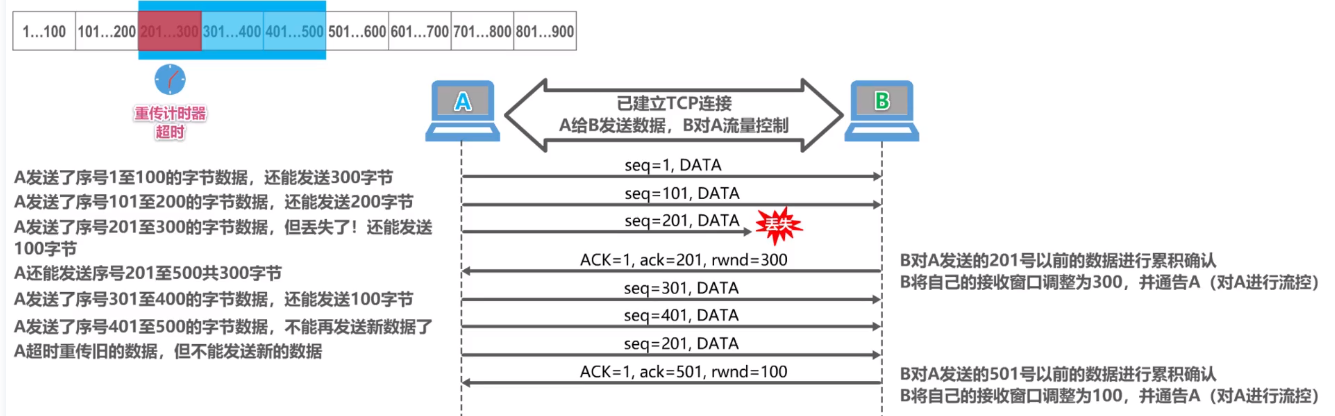 1…100 101…200 201…300 301…400 401…500 501…600 601…700 701…800 801…900
重传计时器
超时
A
B
已建立TCP连接
A给B发送数据，B对A流量控制
seq=1, DATA
A发送了序号1至100的字节数据，还能发送300字节
seq=101, DATA
A发送了序号101至200的字节数据，还能发送200字节
seq=201, DATA
丢失
A发送了序号201至300的字节数据，但丢失了！还能发送
100字节
ACK=1, ack=201, rwnd=300
B对A发送的201号以前的数据进行累积确认
A还能发送序号201至500共300字节
B将自己的接收窗口调整为300，并通告A（对A进行流控）
seq=301, DATA
A发送了序号301至400的字节数据，还能发送100字节
seq=401, DATA
A发送了序号401至500的字节数据，不能再发送新数据了
seq=201, DATA
A超时重传旧的数据，但不能发送新的数据
ACK=1, ack=501, rwnd=100
B对A发送的501号以前的数据进行累积确认
B将自己的接收窗口调整为100，并通告A（对A进行流控）